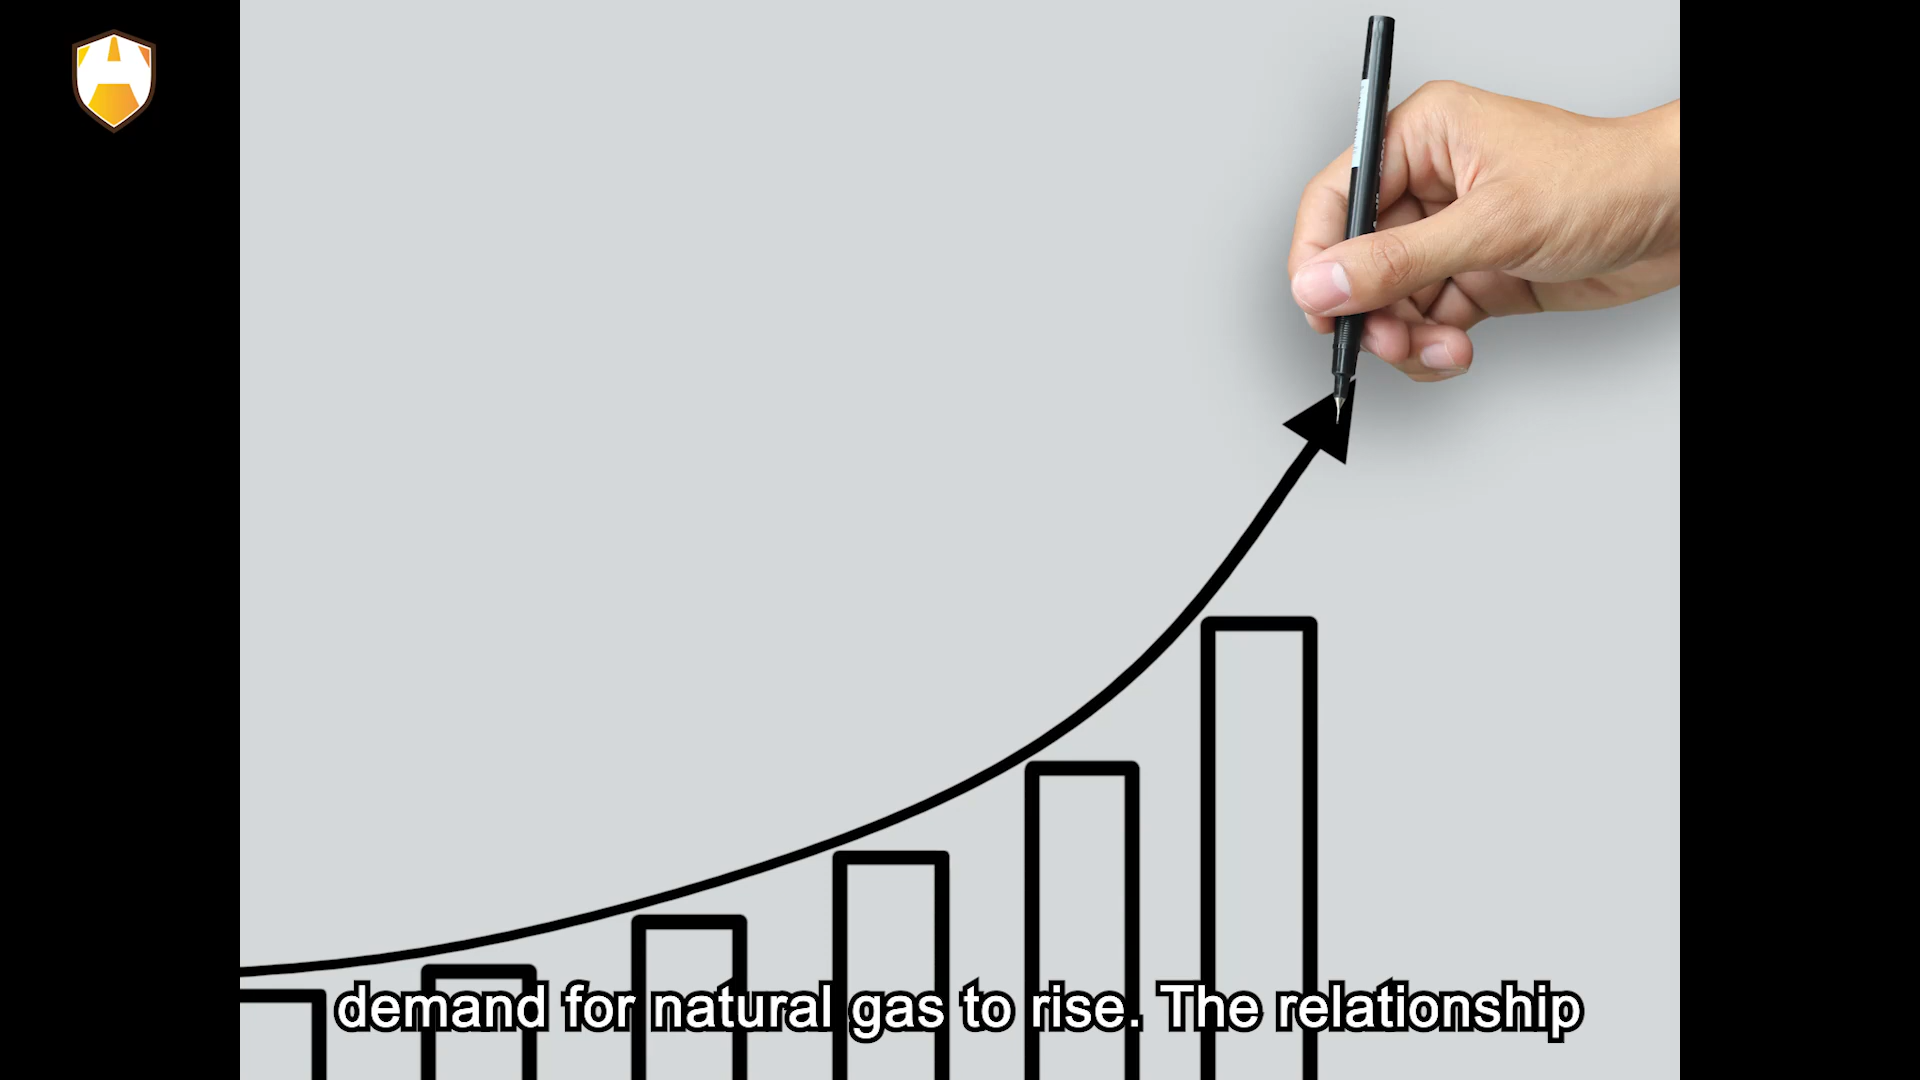 demand for natural gas to rise. The relationship